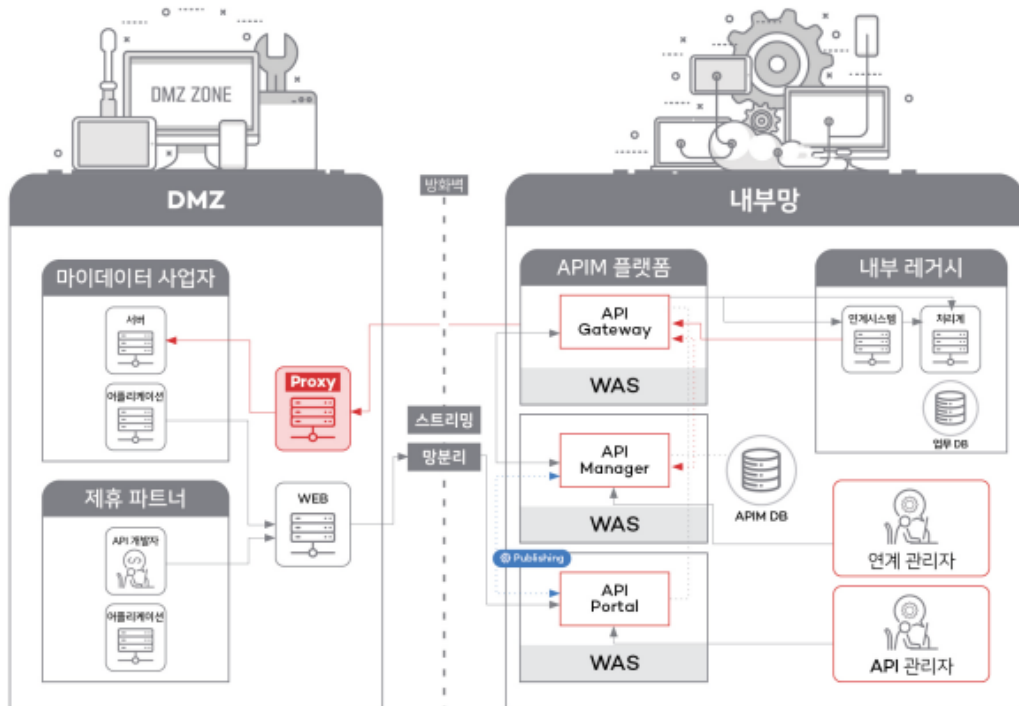 DMZ ZONE
DMZ
마이데이터 사업자
서버
어플리케이션
Proxy
제휴 파트너
API 개발자
어플리케이션
WEB
방화벽
스트리밍
망분리
내부망
APIM 플랫폼
API
Gateway
WAS
API
Manager
WAS
Publishing
API
Portal
WAS
APIM DB
내부 레거시
연계시스템
처리계
업무 DB
연계 관리자
API 관리자